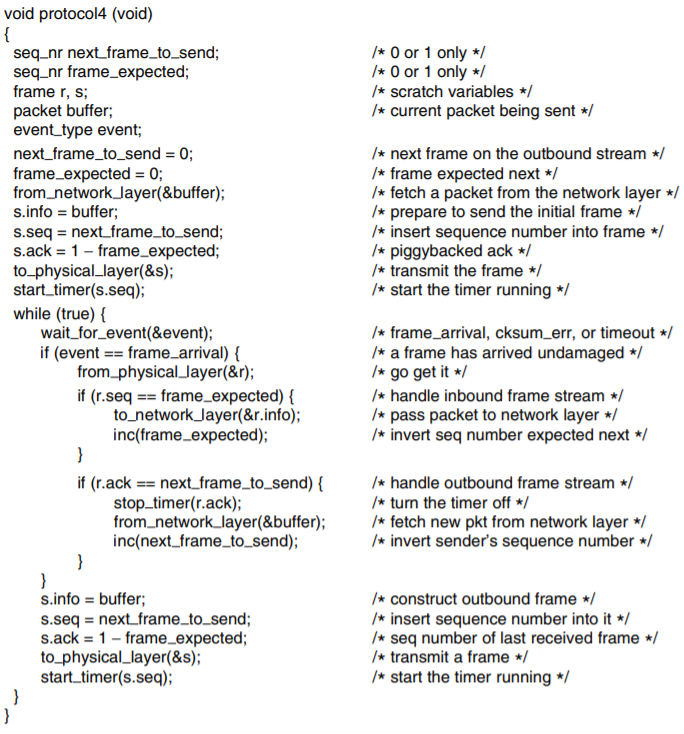 void protocol4 (void)
{
seq_nr next_frame_to_send; /* 0 or 1 only */
seq_nr frame_expected; /* 0 or 1 only */
frame r, s; /* scratch variables */
packet buffer; /* current packet being sent */
event_type event;
next_frame_to_send = 0; /* next frame on the outbound stream */
frame_expected = 0; /* frame expected next */
from_network_layer(&buffer); /* fetch a packet from the network layer */
s.info = buffer; /* prepare to send the initial frame */
s.seq = next_frame_to_send; /* insert sequence number into frame */
s.ack = 1 – frame_expected; /* piggybacked ack */
to_physical_layer(&s); /* transmit the frame */
start_timer(s.seq); /* start the timer running */
while (true) {
wait_for_event(&event); /* frame_arrival, cksum_err, or timeout */
if (event == frame_arrival) { /* a frame has arrived undamaged */
from_physical_layer(&r); /* go get it */
if (r.seq == frame_expected) { /* handle inbound frame stream */
to_network_layer(&r.info); /* pass packet to network layer */
inc(frame_expected); /* invert seq number expected next */
}
if (r.ack == next_frame_to_send) { /* handle outbound frame stream */
stop_timer(r.ack); /* turn the timer off */
from_network_layer(&buffer); /* fetch new pkt from network layer */
inc(next_frame_to_send); /* invert sender's sequence number */
}
}
s.info = buffer; /* construct outbound frame */
s.seq = next_frame_to_send; /* insert sequence number into it */
s.ack = 1 – frame_expected; /* seq number of last received frame */
to_physical_layer(&s); /* transmit a frame */
start_timer(s.seq); /* start the timer running */
}
}